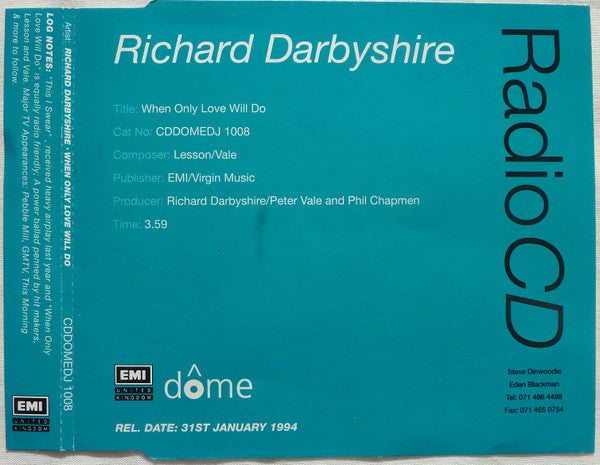 Richard Darbyshire
Title: When Only Love Will Do
Cat No: CDDOMEDJ 1008
Composer: Lesson/Vale
Publisher: EMI/Virgin Music
Producer: Richard Darbyshire/Peter Vale and Phil Chapmen
Time: 3.59
EMI
UNITED
KINGDOM
dôme
REL. DATE: 31ST JANUARY 1994
Radio CD
Steve Dinwoodie
Eden Blackman
Tel: 071 486 4488
Fax: 071 465 0754
Artist: RICHARD DARBYSHIRE · WHEN ONLY LOVE WILL DO
CDDOMEDJ 1008
LOG NOTES: "This I Swear", received heavy airplay last year and "When Only
Love Will Do" is equally radio friendly; A power ballad penned by hit makers,
Lesson and Vale. Major TV Appearances: Pebble Mill, GMTV, This Morning
& more to follow.
EMI
UNITED
KINGDOM